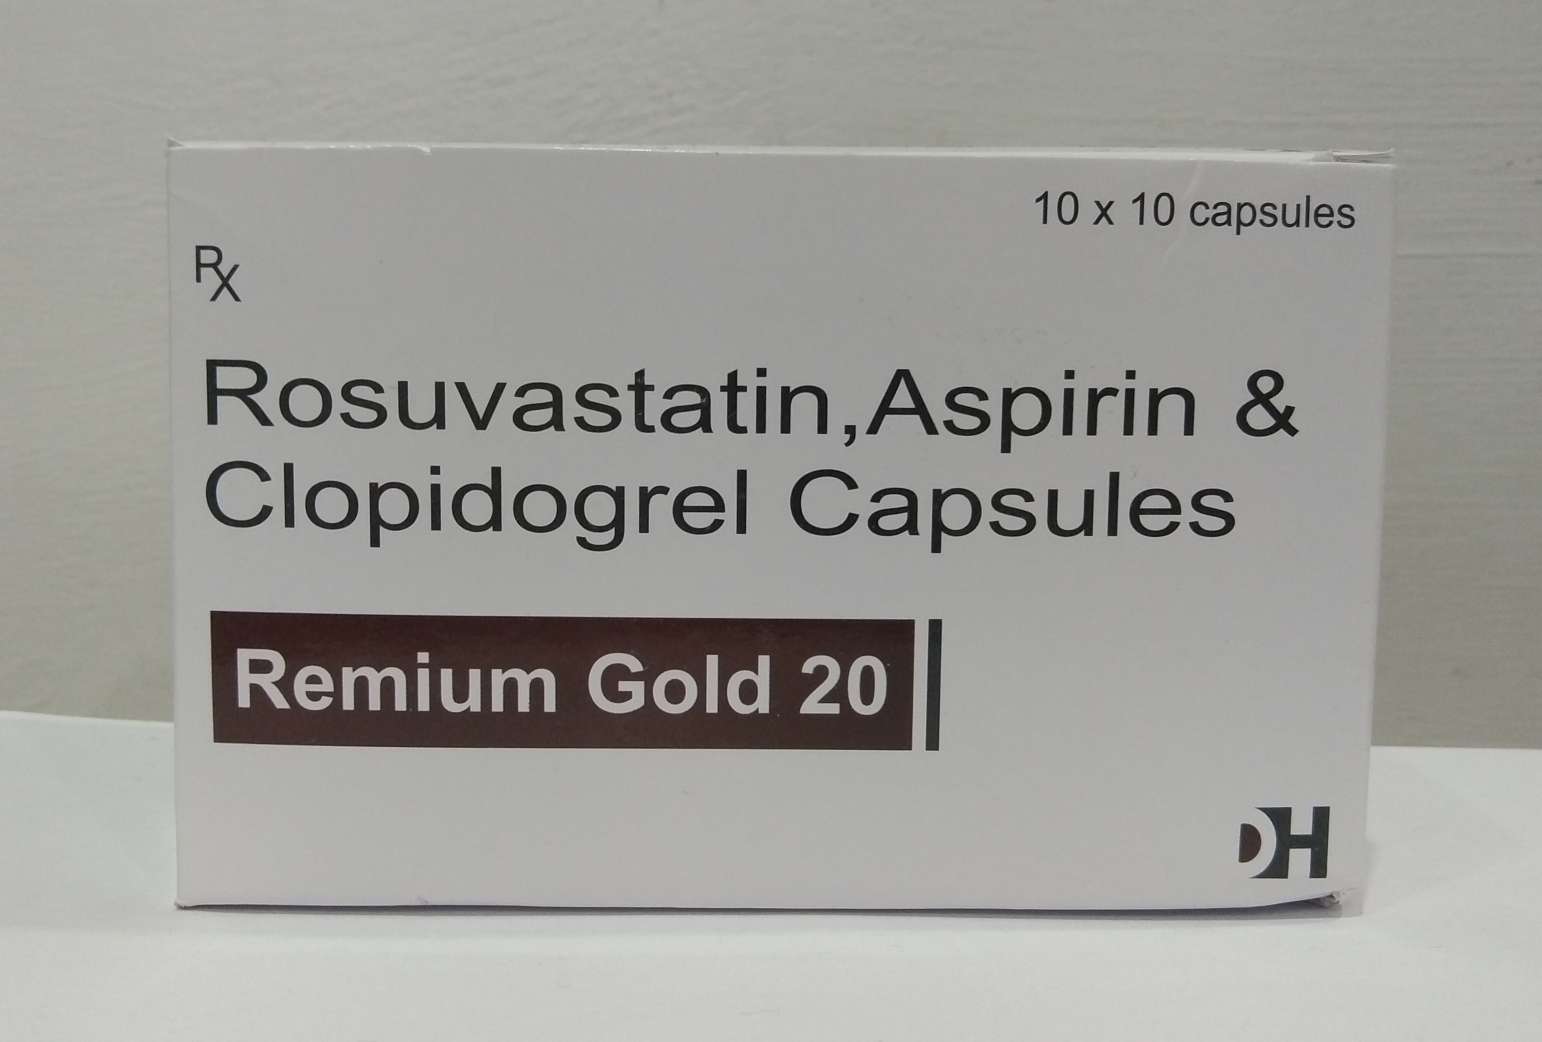 10 x 10 capsules
Rx
Rosuvastatin,Aspirin &
Clopidogrel Capsules
Remium Gold 20
DH